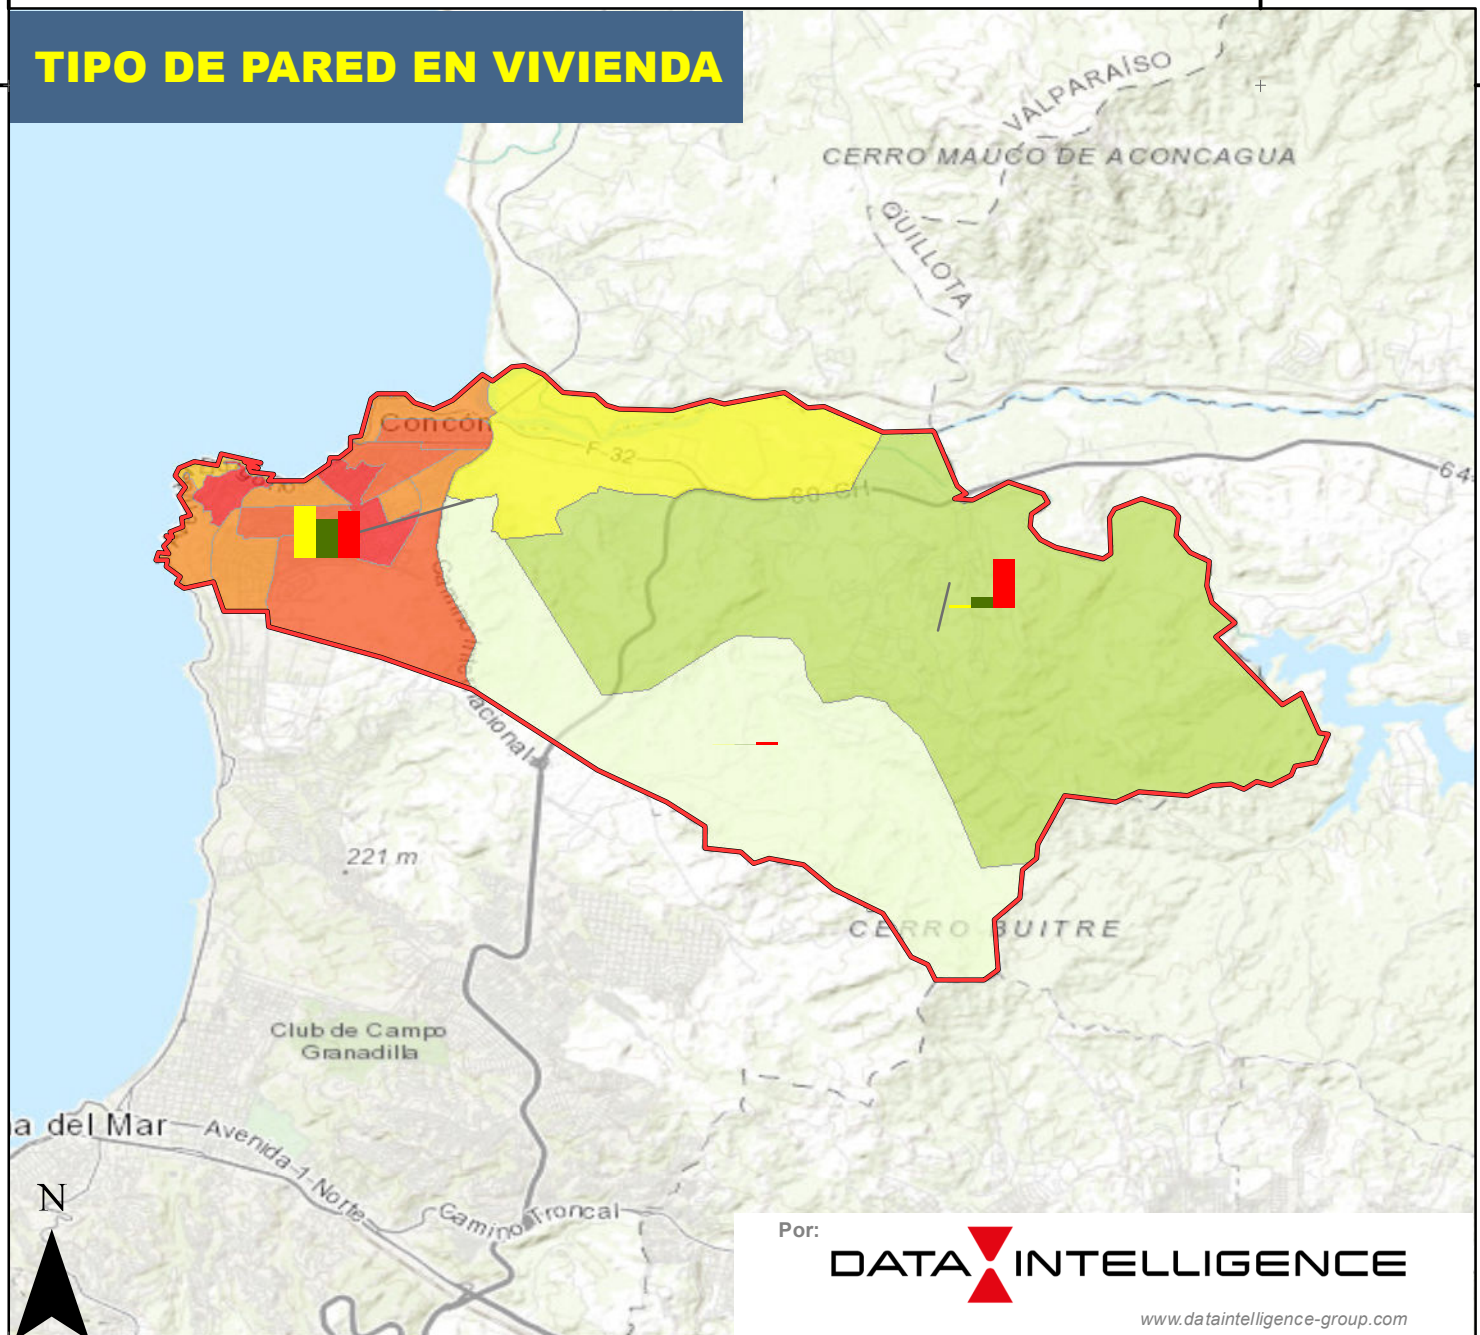 TIPO DE PARED EN VIVIENDA
VALPARAÍSO
CERRO MAUCO DE ACONCAGUA
QUILLOTA
Concón
F-32
60-CH
64
acional
221 m
CERRO BUITRE
Club de Campo
Granadilla
a del Mar
Avenida-1-Norte
Camino Troncal
N
Por:
DATA INTELLIGENCE
www.dataintelligence-group.com